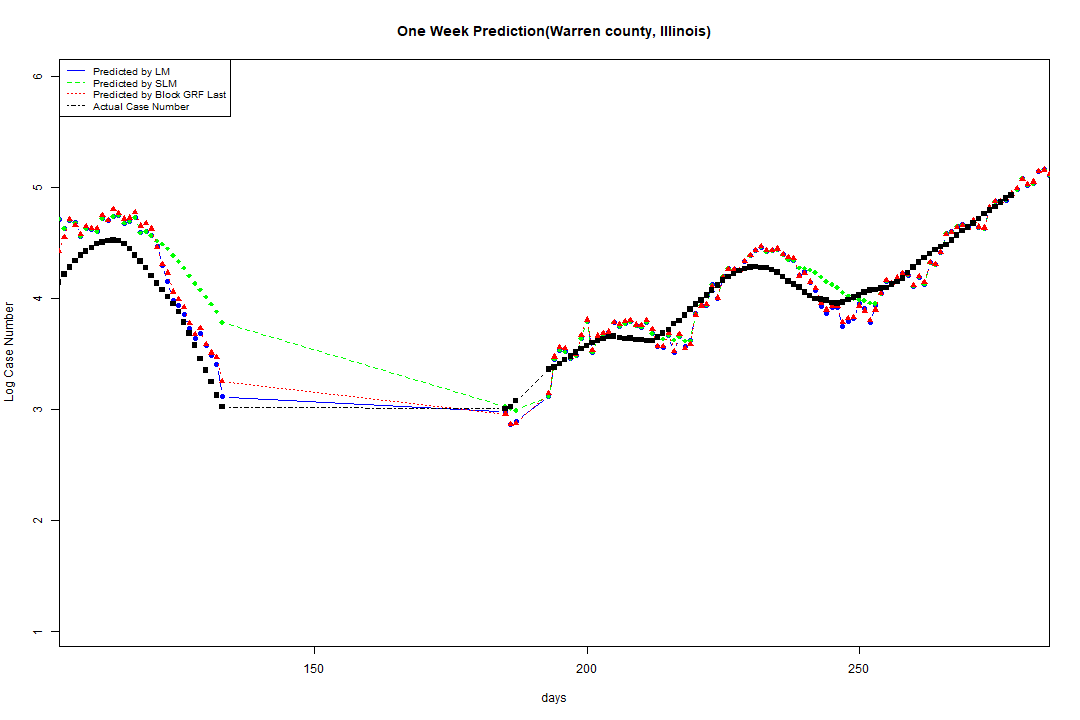 One Week Prediction(Warren county, Illinois)
Predicted by LM
Predicted by SLM
Predicted by Block GRF Last
Actual Case Number
6
5
4
3
2
1
Log Case Number
150
200
250
days